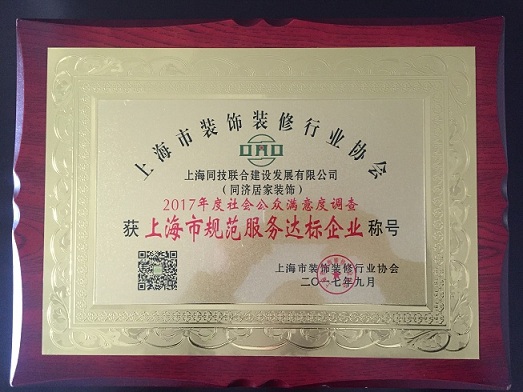 上海市装饰装修行业协会
上海同技联合建设发展有限公司
（同济居家装饰）
2017年度社会公众满意度调查
获 上海市规范服务达标企业 称号
上海市装饰装修行业协会
二〇一七年九月